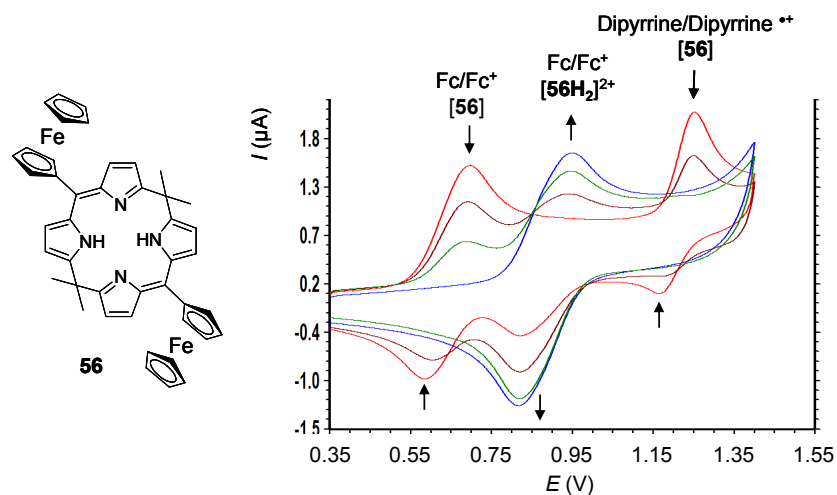 Fe
N
NH
HN
N
Fe
56
Dipyrrine/Dipyrrine •+
[56]
Fc/Fc+
[56]
Fc/Fc+
[56H2]2+
I (μA)
1.8
1.3
0.7
0.2
-0.4
-1.0
-1.5
0.35 0.55 0.75 0.95 1.15 1.35 1.55
E (V)